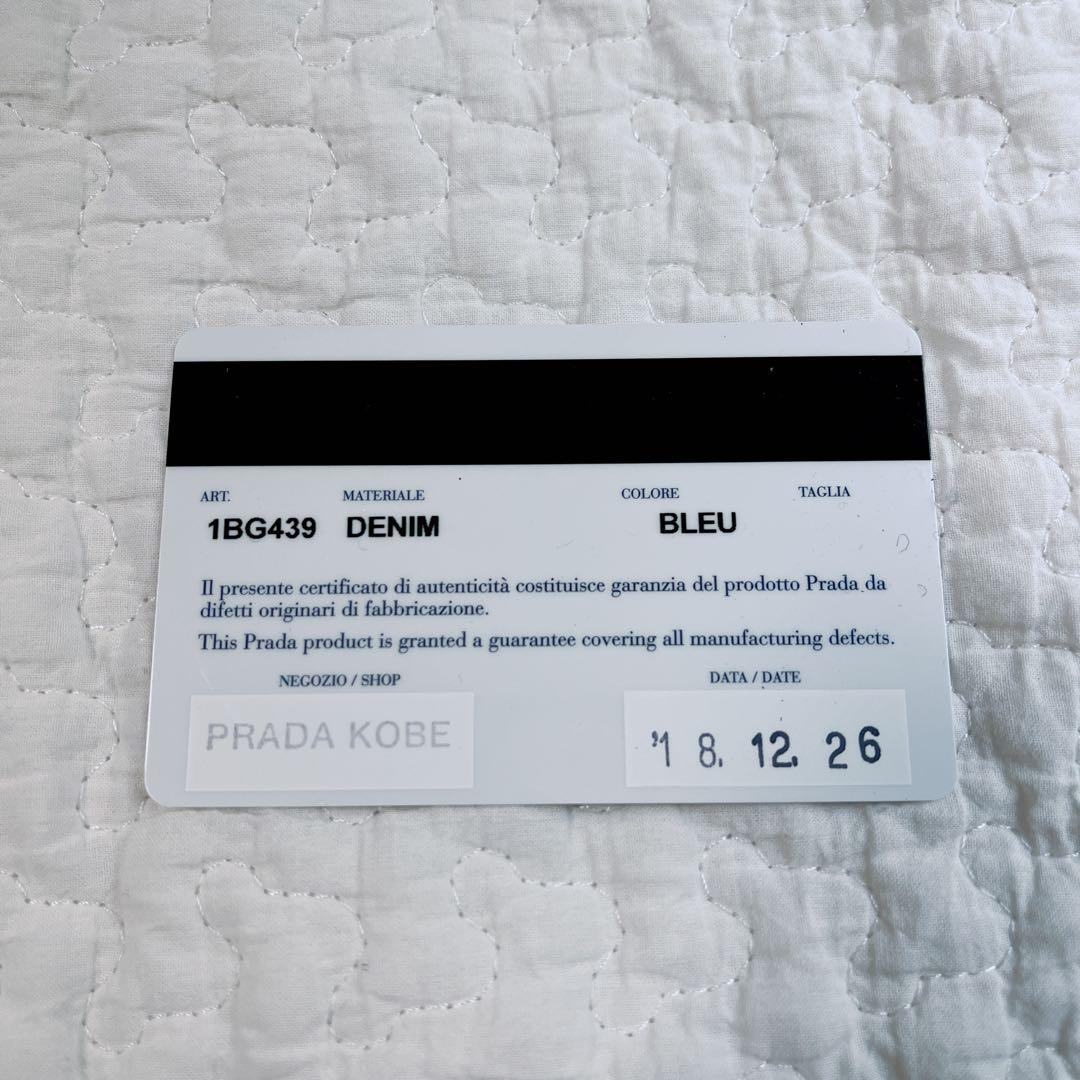 ART. MATERIALE COLORE TAGLIA
1BG439 DENIM BLEU
Il presente certificato di autenticità costituisce garanzia del prodotto Prada da
difetti originari di fabbricazione.
This Prada product is granted a guarantee covering all manufacturing defects.
NEGOZIO / SHOP DATA / DATE
PRADA KOBE '18. 12. 26